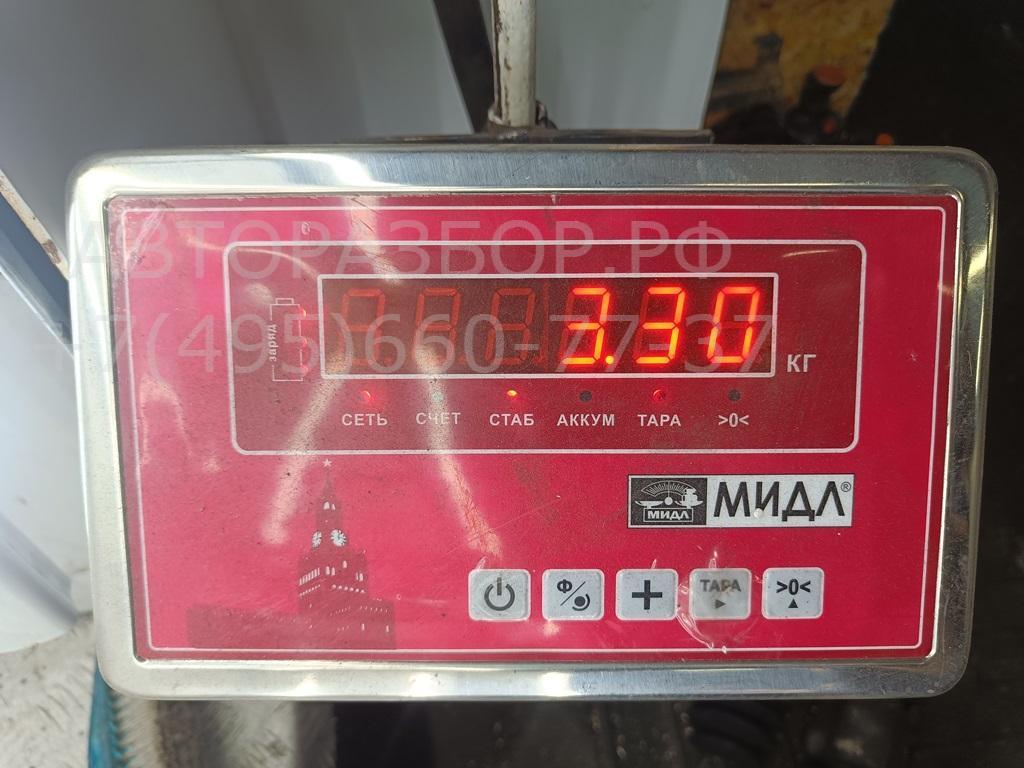 АВТОРАЗБОР.РФ
+7(495)660-77-37
заряд
3.30
КГ
СЕТЬ СЧЕТ СТАБ АККУМ ТАРА >0<
МИДЛ МИДЛ®
Ф + ТАРА >0<